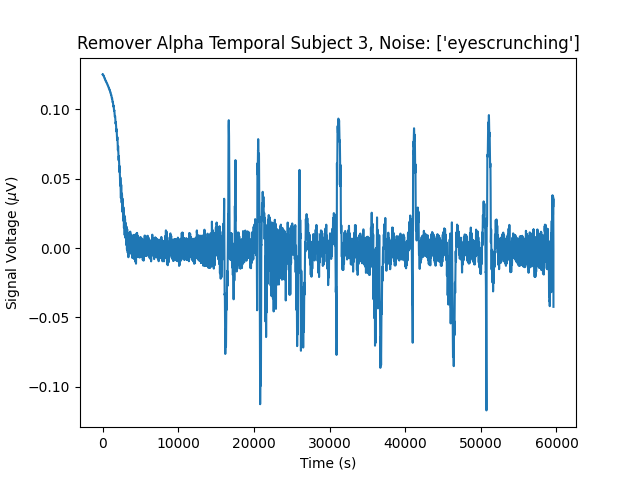 Remover Alpha Temporal Subject 3, Noise: ['eyescrunching']
Signal Voltage (μV)
0.10
0.05
0.00
−0.05
−0.10
0 10000 20000 30000 40000 50000 60000
Time (s)